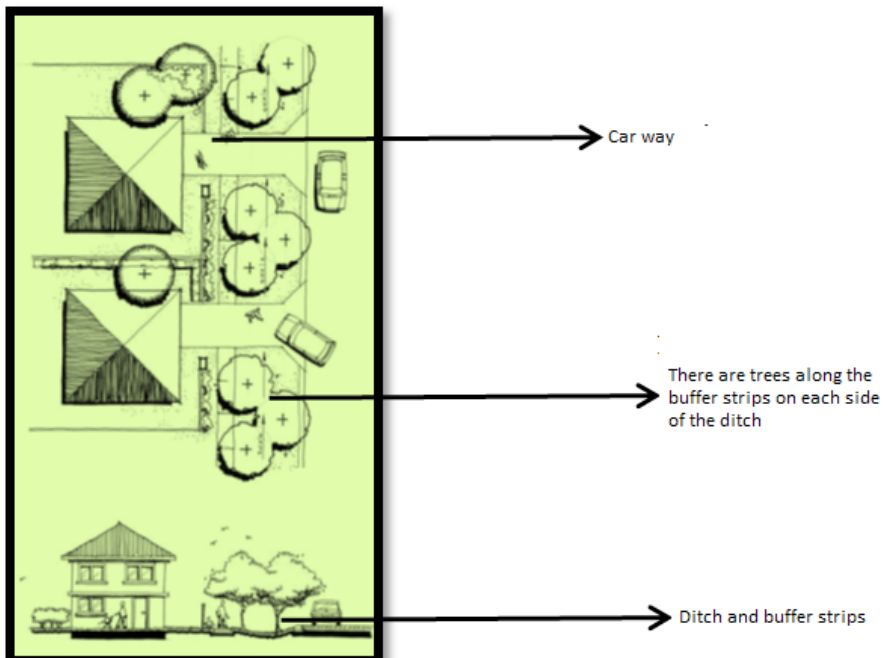 Car way
There are trees along the
buffer strips on each side
of the ditch
Ditch and buffer strips